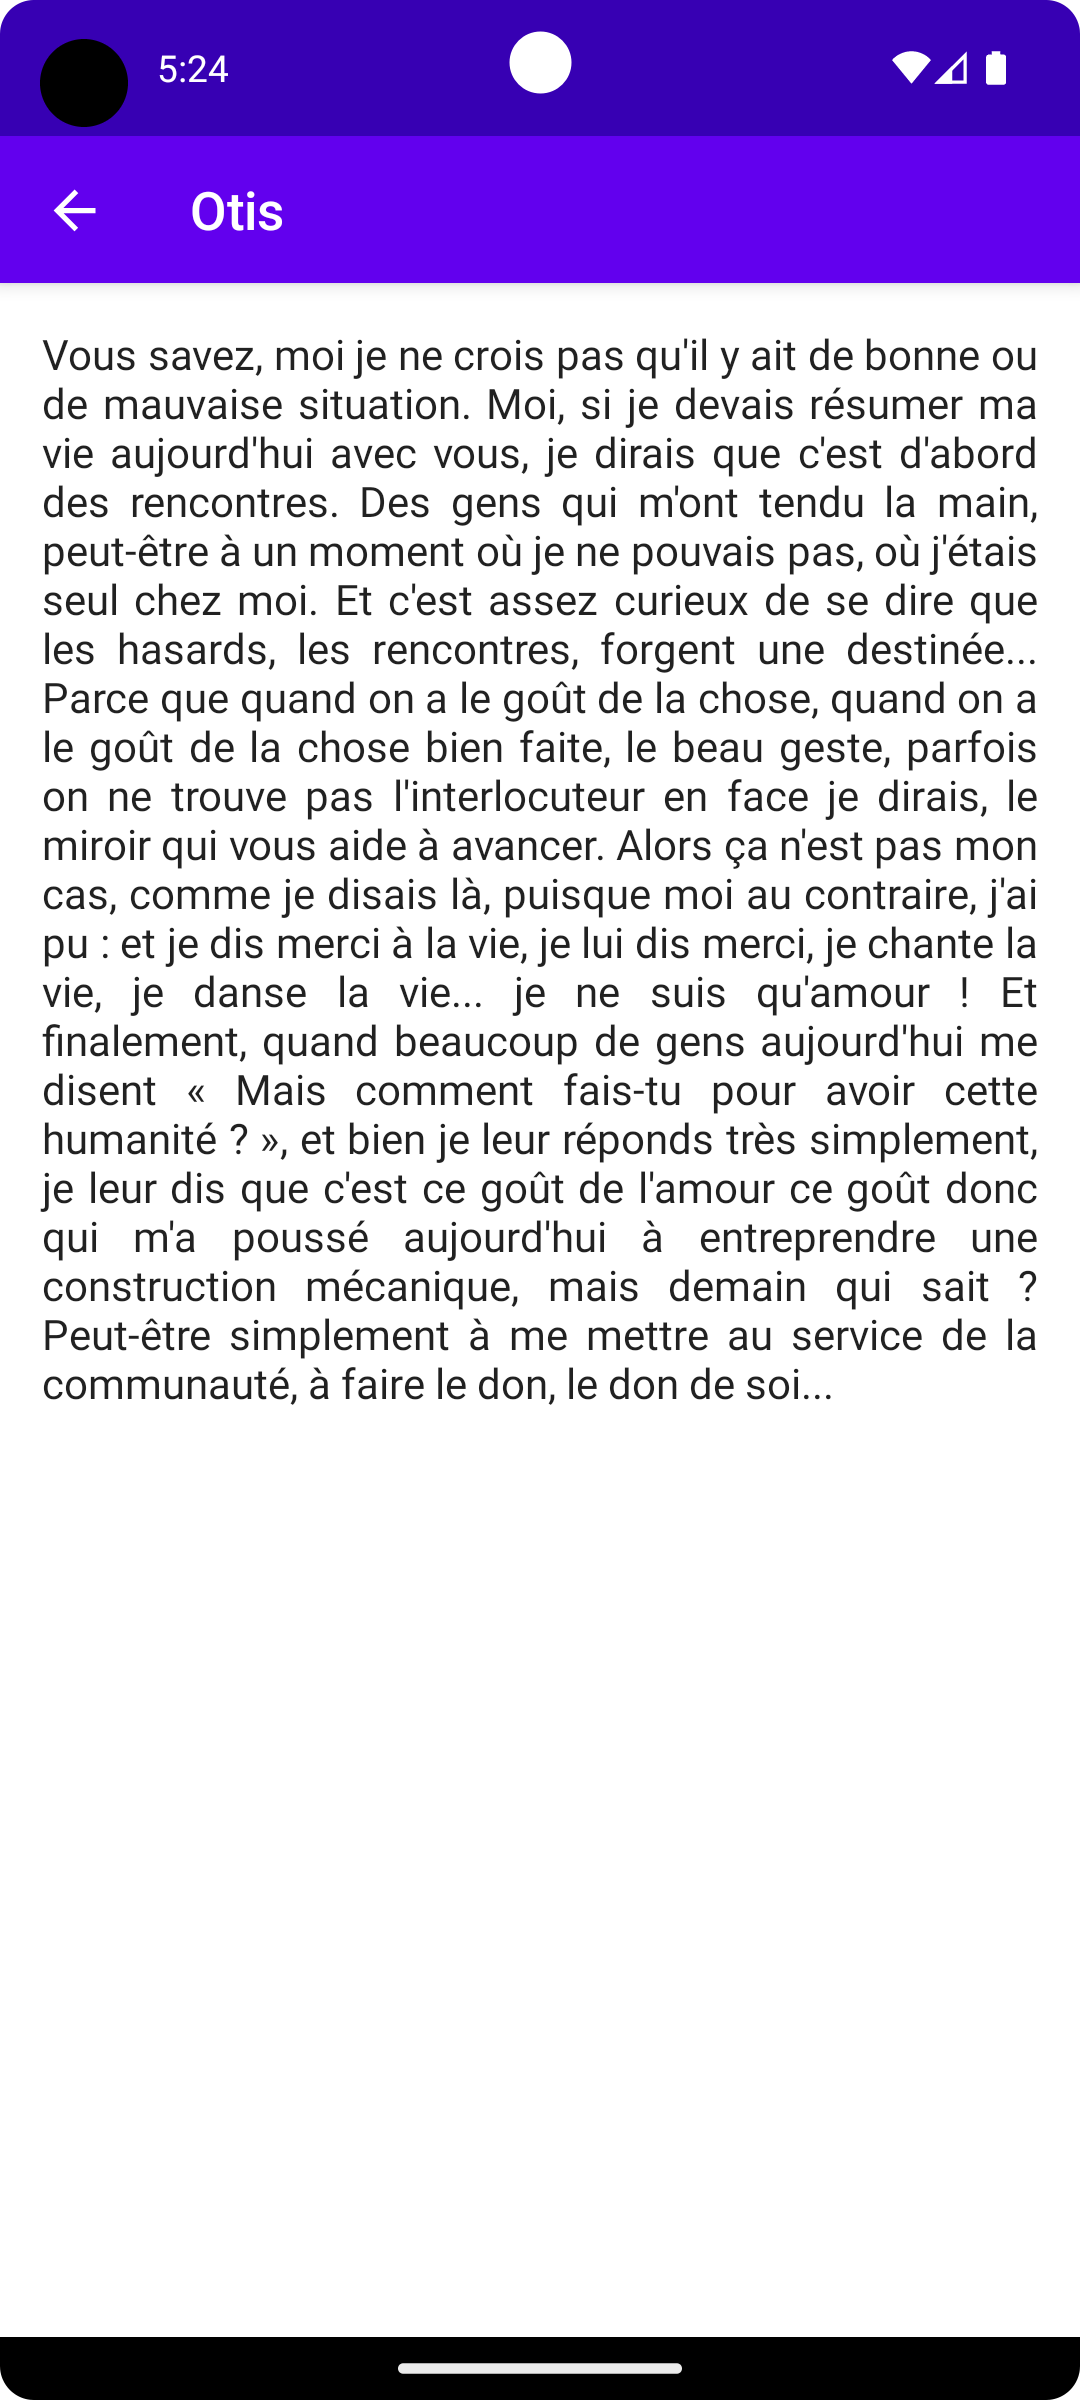 5:24
Otis
Vous savez, moi je ne crois pas qu'il y ait de bonne ou
de mauvaise situation. Moi, si je devais résumer ma
vie aujourd'hui avec vous, je dirais que c'est d'abord
des rencontres. Des gens qui m'ont tendu la main,
peut-être à un moment où je ne pouvais pas, où j'étais
seul chez moi. Et c'est assez curieux de se dire que
les hasards, les rencontres, forgent une destinée...
Parce que quand on a le goût de la chose, quand on a
le goût de la chose bien faite, le beau geste, parfois
on ne trouve pas l'interlocuteur en face je dirais, le
miroir qui vous aide à avancer. Alors ça n'est pas mon
cas, comme je disais là, puisque moi au contraire, j'ai
pu : et je dis merci à la vie, je lui dis merci, je chante la
vie, je danse la vie... je ne suis qu'amour ! Et
finalement, quand beaucoup de gens aujourd'hui me
disent « Mais comment fais-tu pour avoir cette
humanité ? », et bien je leur réponds très simplement,
je leur dis que c'est ce goût de l'amour ce goût donc
qui m'a poussé aujourd'hui à entreprendre une
construction mécanique, mais demain qui sait ?
Peut-être simplement à me mettre au service de la
communauté, à faire le don, le don de soi...